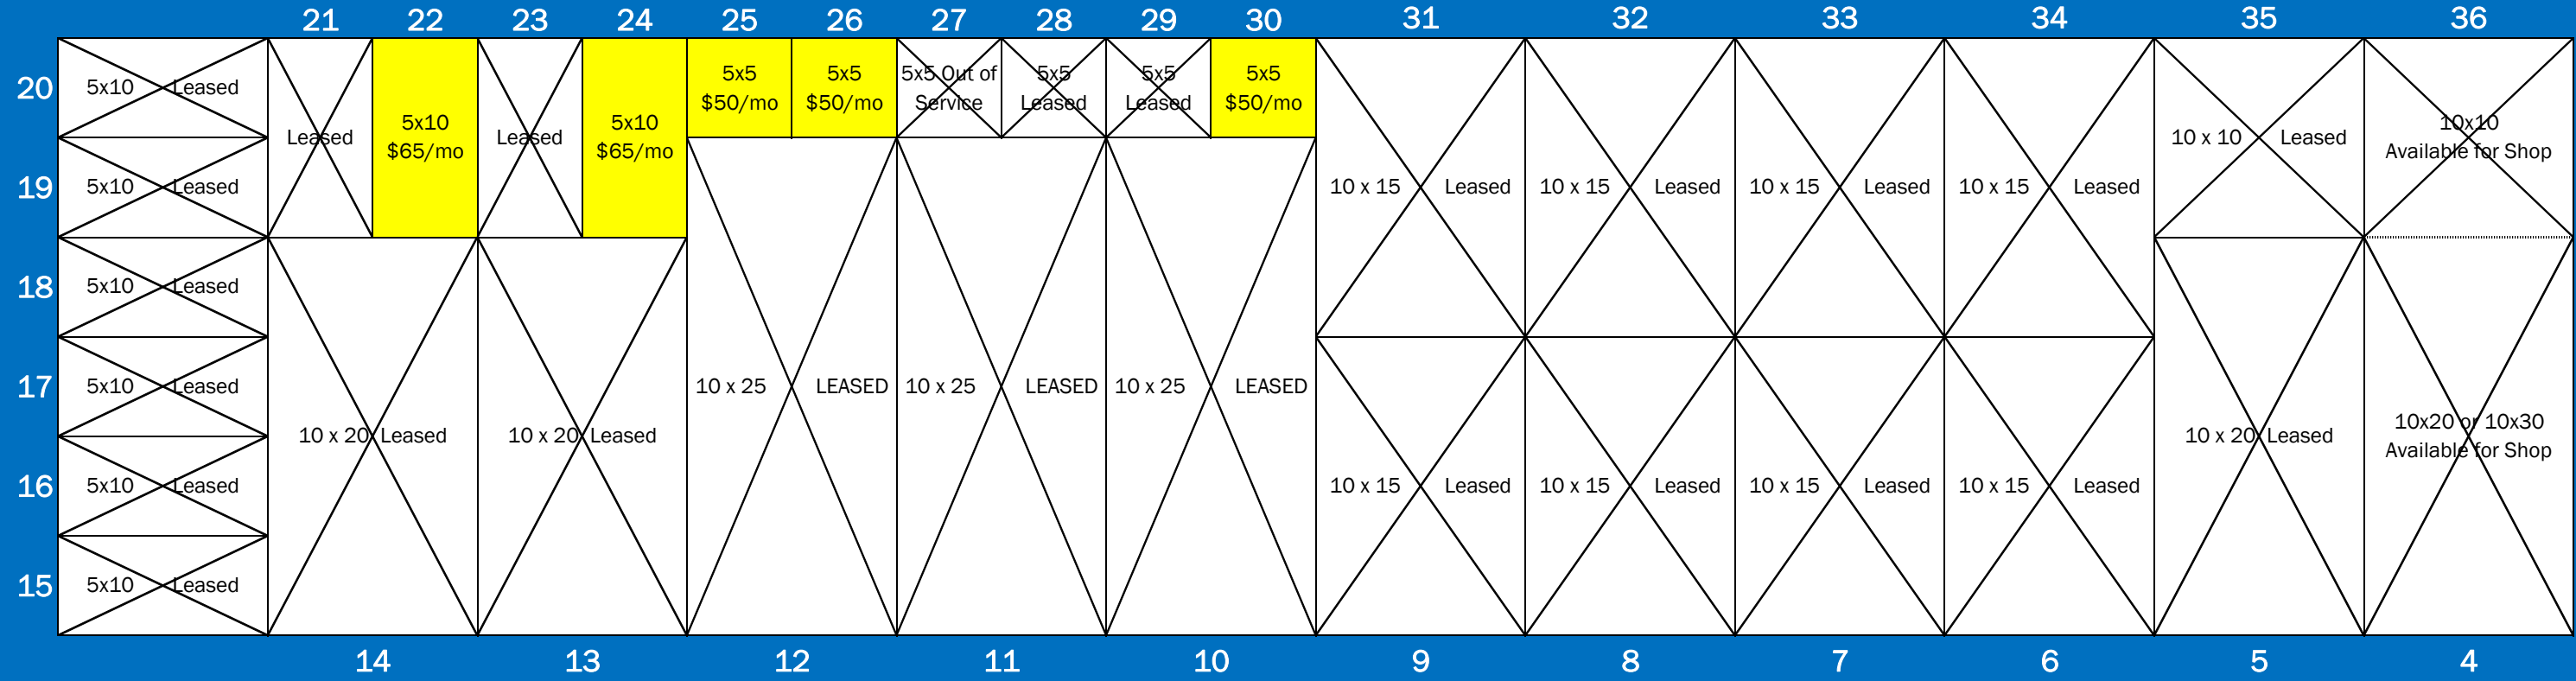 21 22 23 24 25 26 27 28 29 30 31 32 33 34 35 36
20
5x10 Leased
19
5x10 Leased
18
5x10 Leased
17
5x10 Leased
16
5x10 Leased
15
5x10 Leased
Leased
5x10
$65/mo
Leased
5x10
$65/mo
5x5
$50/mo
5x5
$50/mo
5x5 Out of
Service
5x5
Leased
5x5
Leased
5x5
$50/mo
10 x 15 Leased
10 x 15 Leased
10 x 15 Leased
10 x 15 Leased
10 x 10 Leased
10x10
Available for Shop
10 x 20 Leased
10 x 20 Leased
10 x 25 LEASED
10 x 25 LEASED
10 x 25 LEASED
10 x 15 Leased
10 x 15 Leased
10 x 15 Leased
10 x 15 Leased
10 x 20 Leased
10x20 or 10x30
Available for Shop
14 13 12 11 10 9 8 7 6 5 4